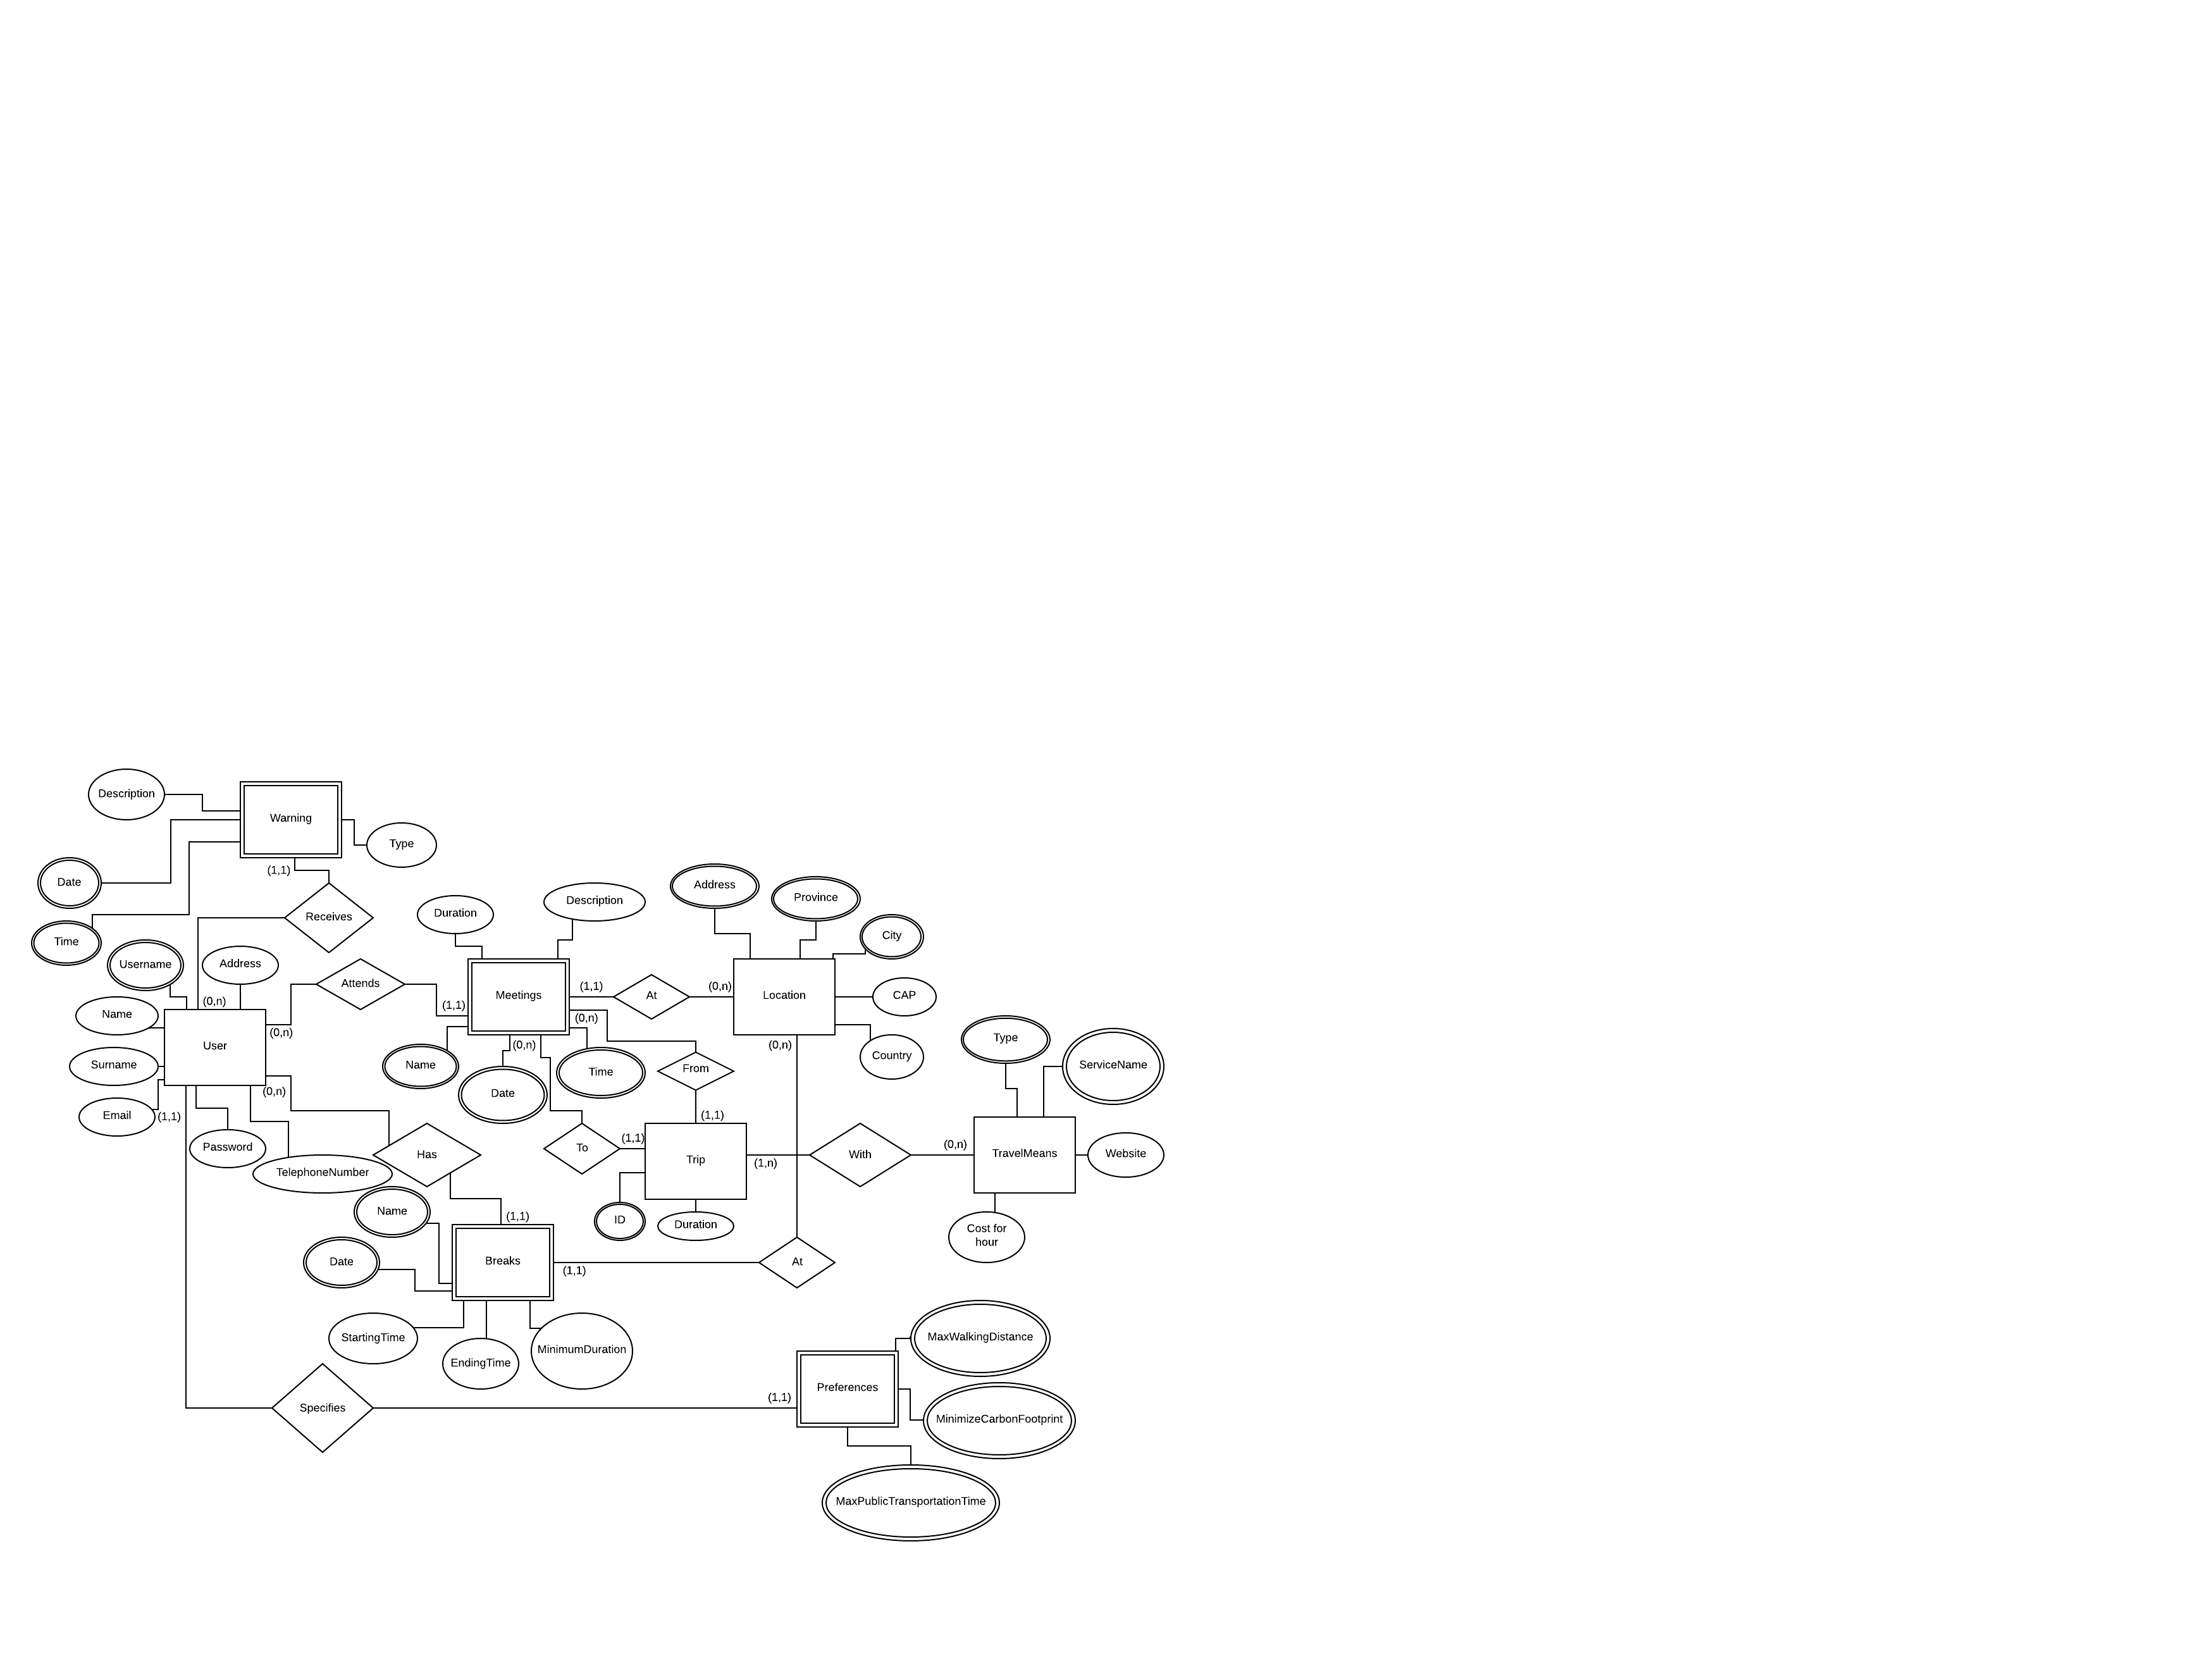 Description
Warning
Type
(1,1)
Date
Receives
Time
Username
Address
(0,n)
Name
User
Surname
Email
(1,1)
Password
TelephoneNumber
(0,n)
(0,n)
Attends
(1,1)
Duration
Description
Meetings
(1,1)
At
(0,n)
Location
Address
Province
City
CAP
Country
(0,n)
(0,n)
(0,n)
Name
Date
Time
From
(1,1)
To
(1,1)
Trip
(1,n)
ID
Duration
With
(0,n)
TravelMeans
Type
ServiceName
Website
Cost for
hour
Has
(1,1)
Name
Date
Breaks
(1,1)
At
StartingTime
EndingTime
MinimumDuration
Specifies
(1,1)
Preferences
MaxWalkingDistance
MinimizeCarbonFootprint
MaxPublicTransportationTime